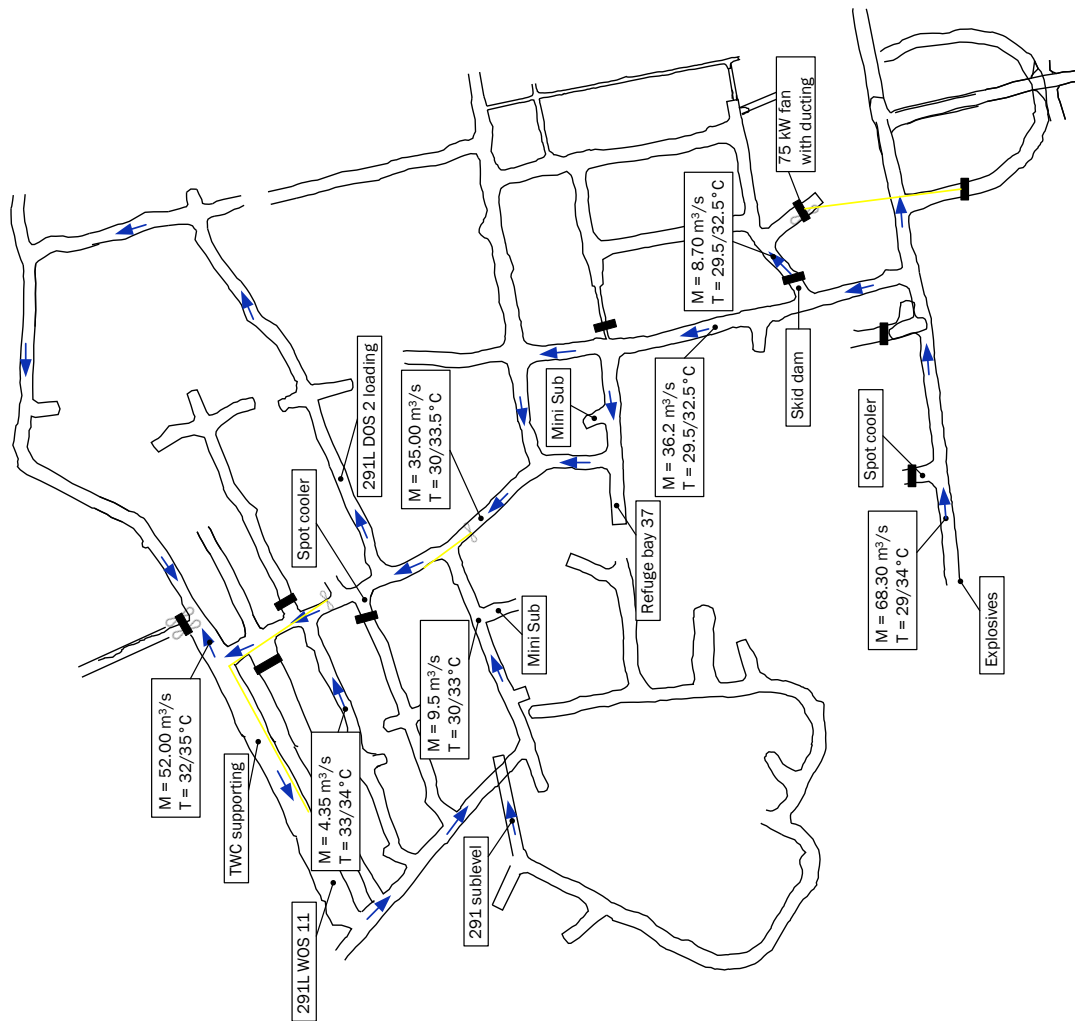 M = 52.00 m³/s
T = 32/35°C
TWC supporting
291L WOS 11
M = 4.35 m³/s
T = 33/34°C
Spot cooler
291L DOS 2 loading
M = 35.00 m³/s
T = 30/33.5°C
M = 9.5 m³/s
T = 30/33°C
291 sublevel
Mini Sub
Mini Sub
Refuge bay 37
M = 36.2 m³/s
T = 29.5/32.5°C
M = 8.70 m³/s
T = 29.5/32.5°C
75 kW fan
with ducting
Skid dam
Spot cooler
M = 68.30 m³/s
T = 29/34°C
Explosives